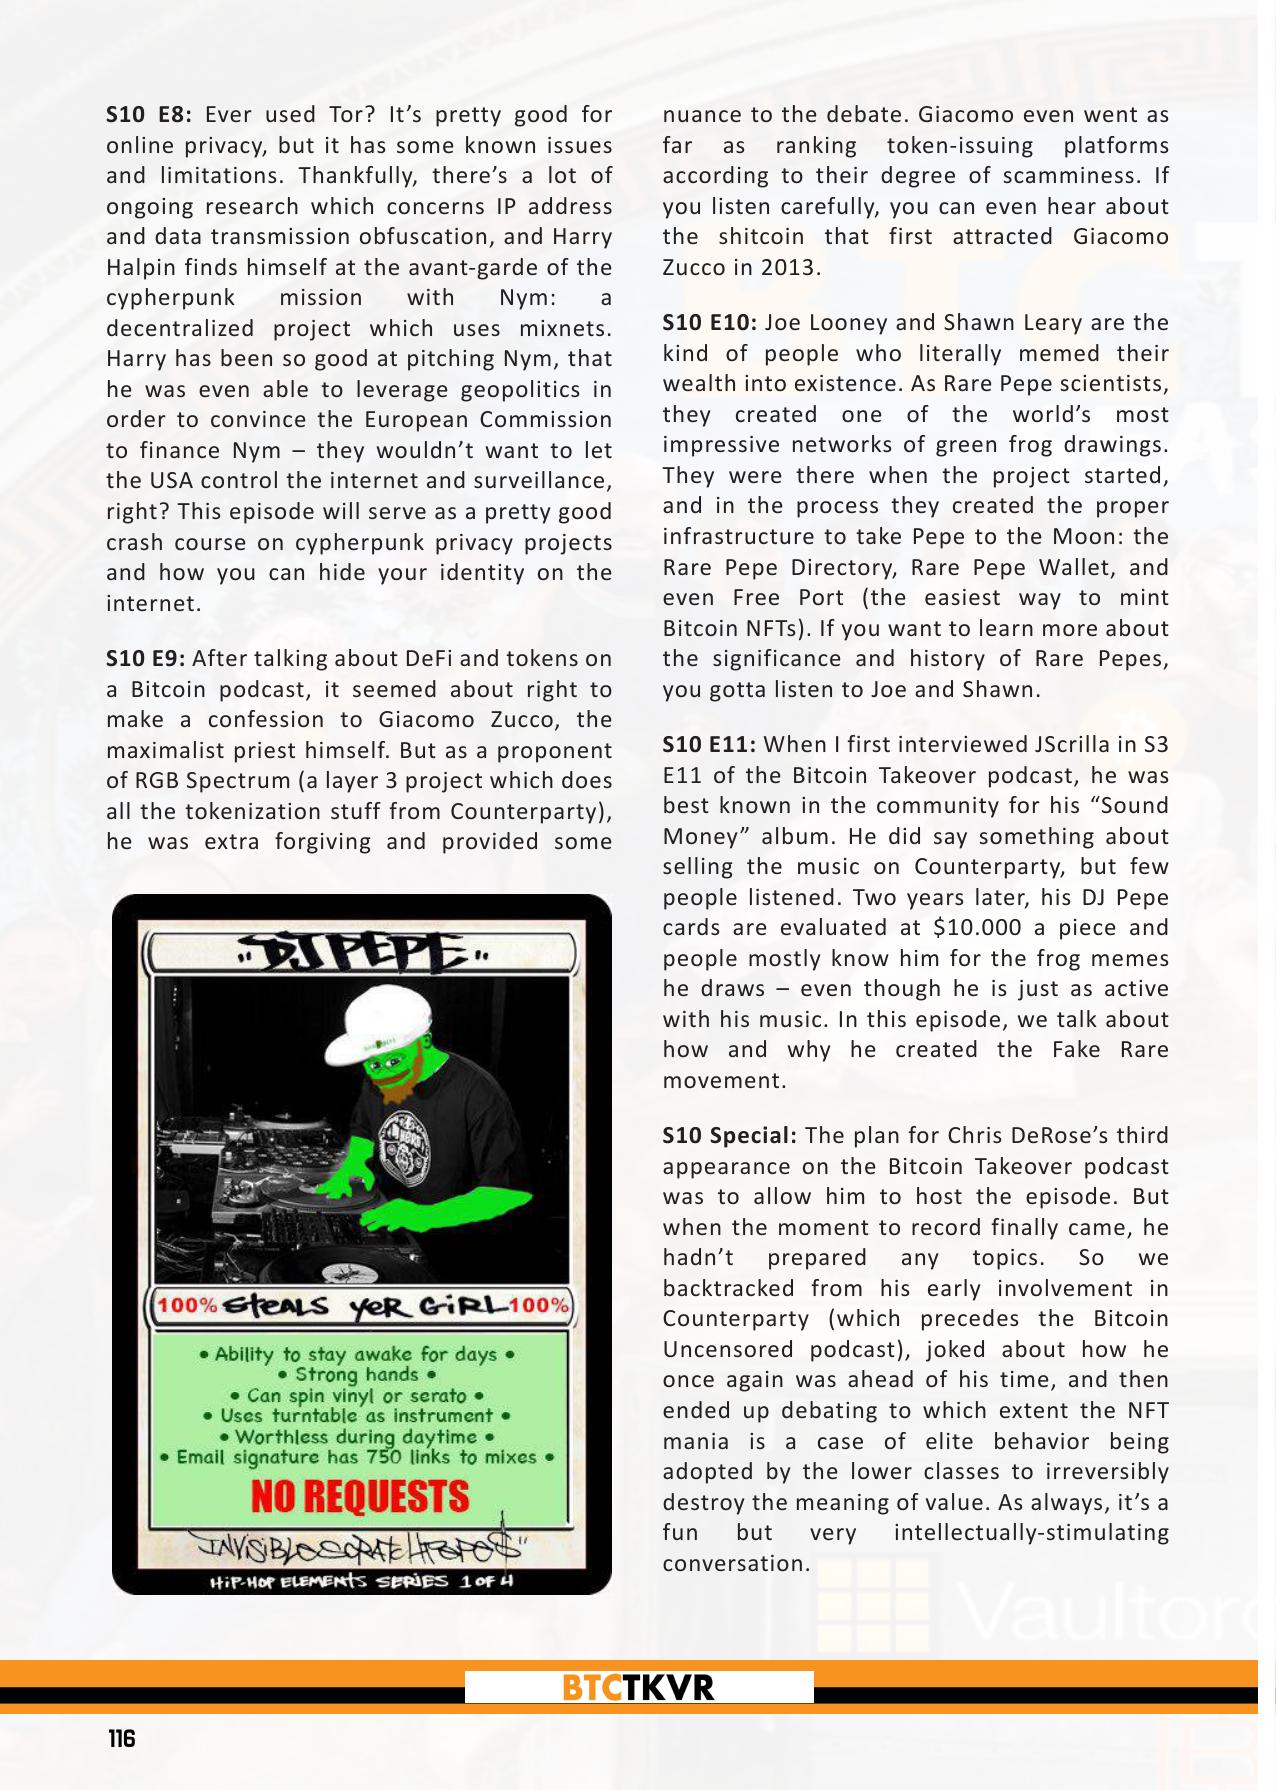 S10 E8: Ever used Tor? It’s pretty good for
online privacy, but it has some known issues
and limitations. Thankfully, there’s a lot of
ongoing research which concerns IP address
and data transmission obfuscation, and Harry
Halpin finds himself at the avant-garde of the
cypherpunk mission with Nym: a
decentralized project which uses mixnets.
Harry has been so good at pitching Nym, that
he was even able to leverage geopolitics in
order to convince the European Commission
to finance Nym – they wouldn’t want to let
the USA control the internet and surveillance,
right? This episode will serve as a pretty good
crash course on cypherpunk privacy projects
and how you can hide your identity on the
internet.
S10 E9: After talking about DeFi and tokens on
a Bitcoin podcast, it seemed about right to
make a confession to Giacomo Zucco, the
maximalist priest himself. But as a proponent
of RGB Spectrum (a layer 3 project which does
all the tokenization stuff from Counterparty),
he was extra forgiving and provided some
"DJ PEPE"
100% STEALS YER GIRL 100%
• Ability to stay awake for days •
• Strong hands •
• Can spin vinyl or serato •
• Uses turntable as instrument •
• Worthless during daytime •
• Email signature has 750 links to mixes •
NO REQUESTS
HIP-HOP ELEMENTS SERIES 1 OF 4
nuance to the debate. Giacomo even went as
far as ranking token-issuing platforms
according to their degree of scamminess. If
you listen carefully, you can even hear about
the shitcoin that first attracted Giacomo
Zucco in 2013.
S10 E10: Joe Looney and Shawn Leary are the
kind of people who literally memed their
wealth into existence. As Rare Pepe scientists,
they created one of the world’s most
impressive networks of green frog drawings.
They were there when the project started,
and in the process they created the proper
infrastructure to take Pepe to the Moon: the
Rare Pepe Directory, Rare Pepe Wallet, and
even Free Port (the easiest way to mint
Bitcoin NFTs). If you want to learn more about
the significance and history of Rare Pepes,
you gotta listen to Joe and Shawn.
S10 E11: When I first interviewed JScrilla in S3
E11 of the Bitcoin Takeover podcast, he was
best known in the community for his “Sound
Money” album. He did say something about
selling the music on Counterparty, but few
people listened. Two years later, his DJ Pepe
cards are evaluated at $10.000 a piece and
people mostly know him for the frog memes
he draws – even though he is just as active
with his music. In this episode, we talk about
how and why he created the Fake Rare
movement.
S10 Special: The plan for Chris DeRose’s third
appearance on the Bitcoin Takeover podcast
was to allow him to host the episode. But
when the moment to record finally came, he
hadn’t prepared any topics. So we
backtracked from his early involvement in
Counterparty (which precedes the Bitcoin
Uncensored podcast), joked about how he
once again was ahead of his time, and then
ended up debating to which extent the NFT
mania is a case of elite behavior being
adopted by the lower classes to irreversibly
destroy the meaning of value. As always, it’s a
fun but very intellectually-stimulating
conversation.
Vaultoro
BTCTKVR
116